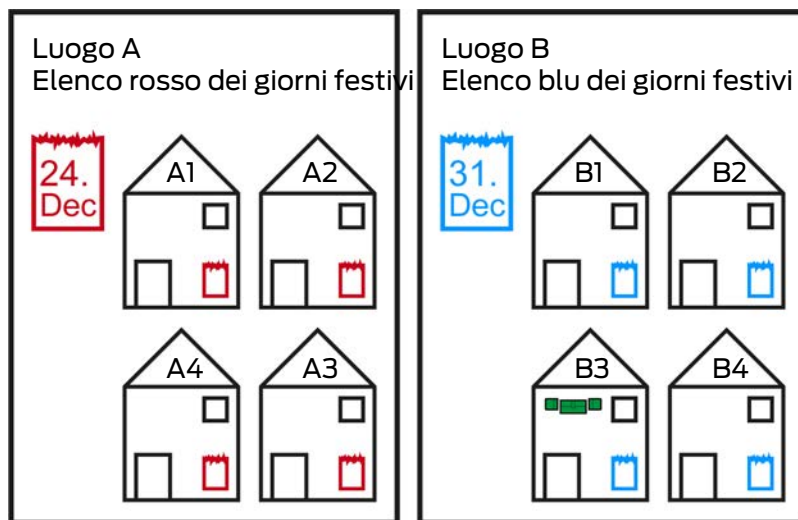 Luogo A
Elenco rosso dei giorni festivi
24.
Dec
A1
A2
A4
A3
Luogo B
Elenco blu dei giorni festivi
31.
Dec
B1
B2
B3
B4